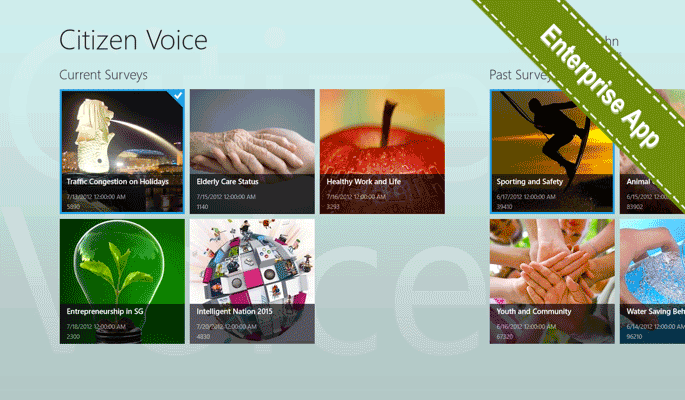 Citizen Voice
Current Surveys
Traffic Congestion on Holidays
7/13/2012 12:00:00 AM
5890
Elderly Care Status
7/15/2012 12:00:00 AM
1140
Healthy Work and Life
7/16/2012 12:00:00 AM
3293
Entrepreneurship in SG
7/18/2012 12:00:00 AM
2300
Intelligent Nation 2015
7/20/2012 12:00:00 AM
4830
Past Survey
Sporting and Safety
6/17/2012 12:00:00 AM
39410
Animal
6/15/2012 12:00:00
83902
Youth and Community
6/16/2012 12:00:00 AM
67320
Water Saving Beh
6/14/2012 12:00:00 AM
96210
Enterprise App
Citize
Voice